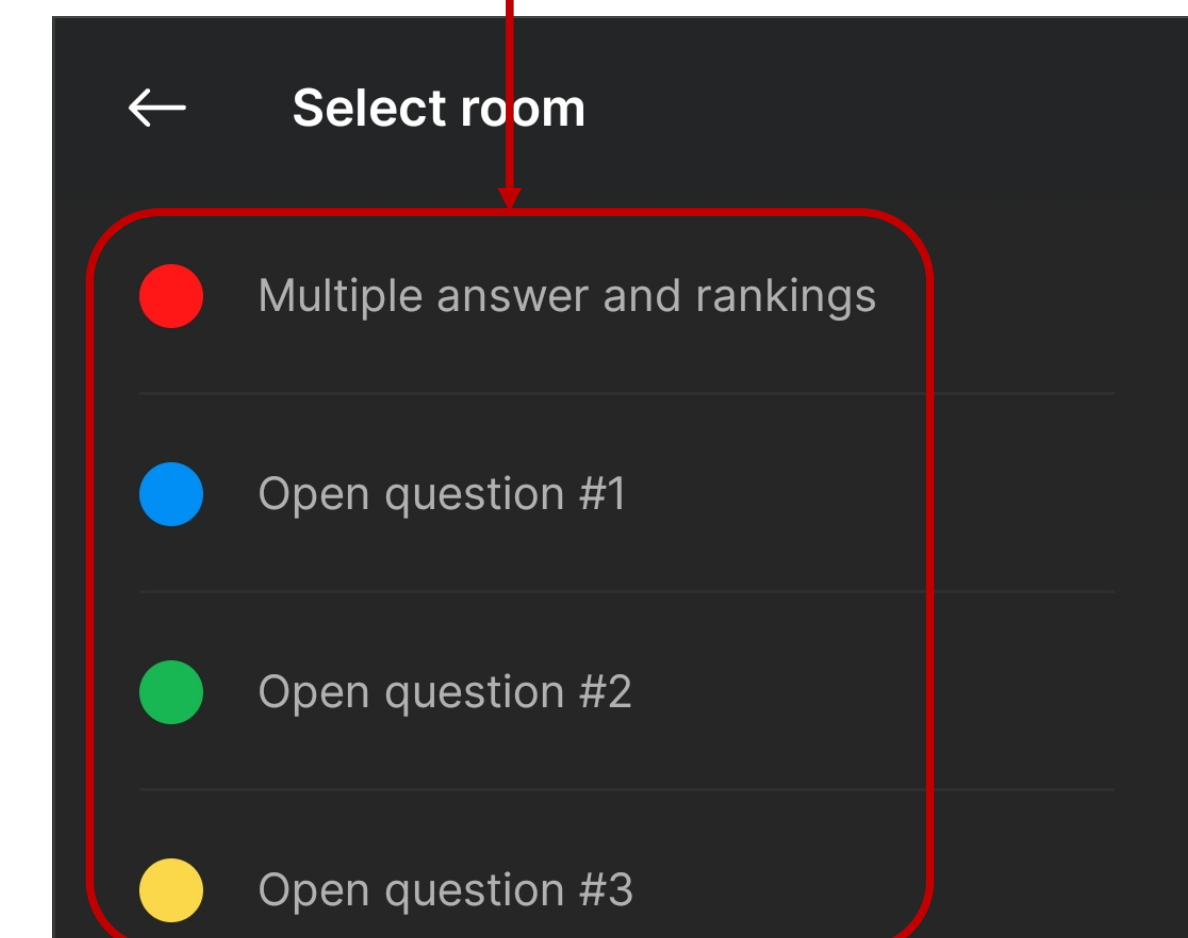 Select room
Multiple answer and rankings
Open question #1
Open question #2
Open question #3